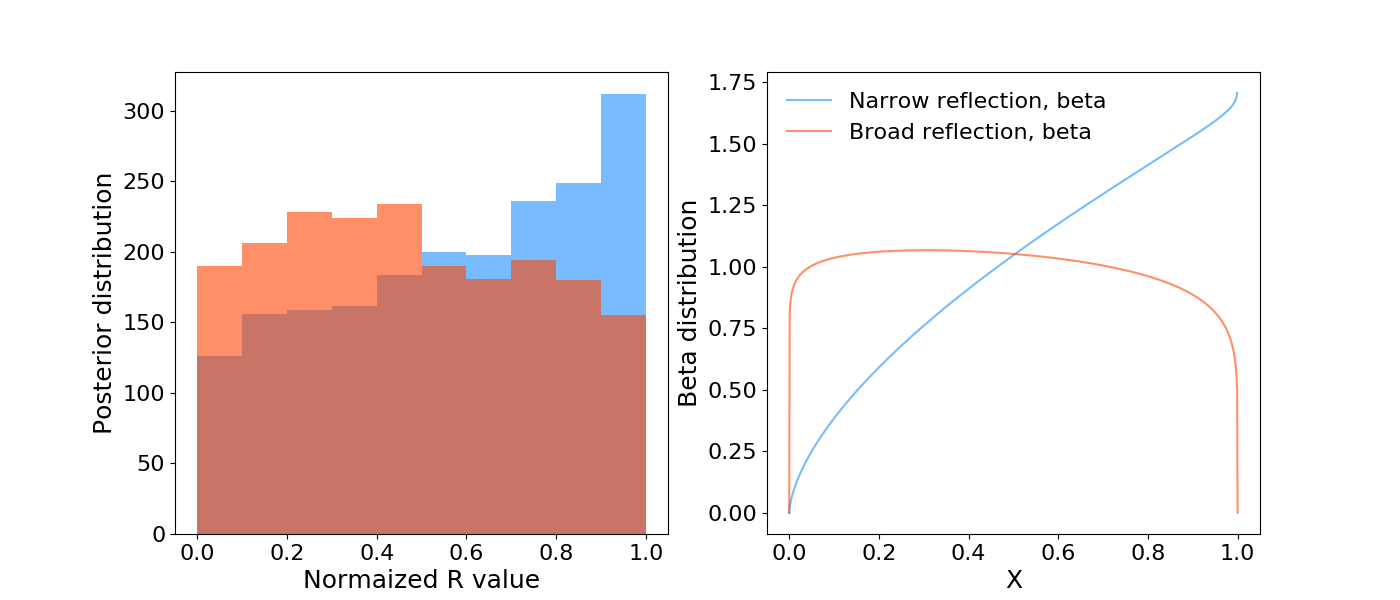 Posterior distribution
300
250
200
150
100
50
0
0.0 0.2 0.4 0.6 0.8 1.0
Normaized R value
Beta distribution
1.75
1.50
1.25
1.00
0.75
0.50
0.25
0.00
Narrow reflection, beta
Broad reflection, beta
0.0 0.2 0.4 0.6 0.8 1.0
X